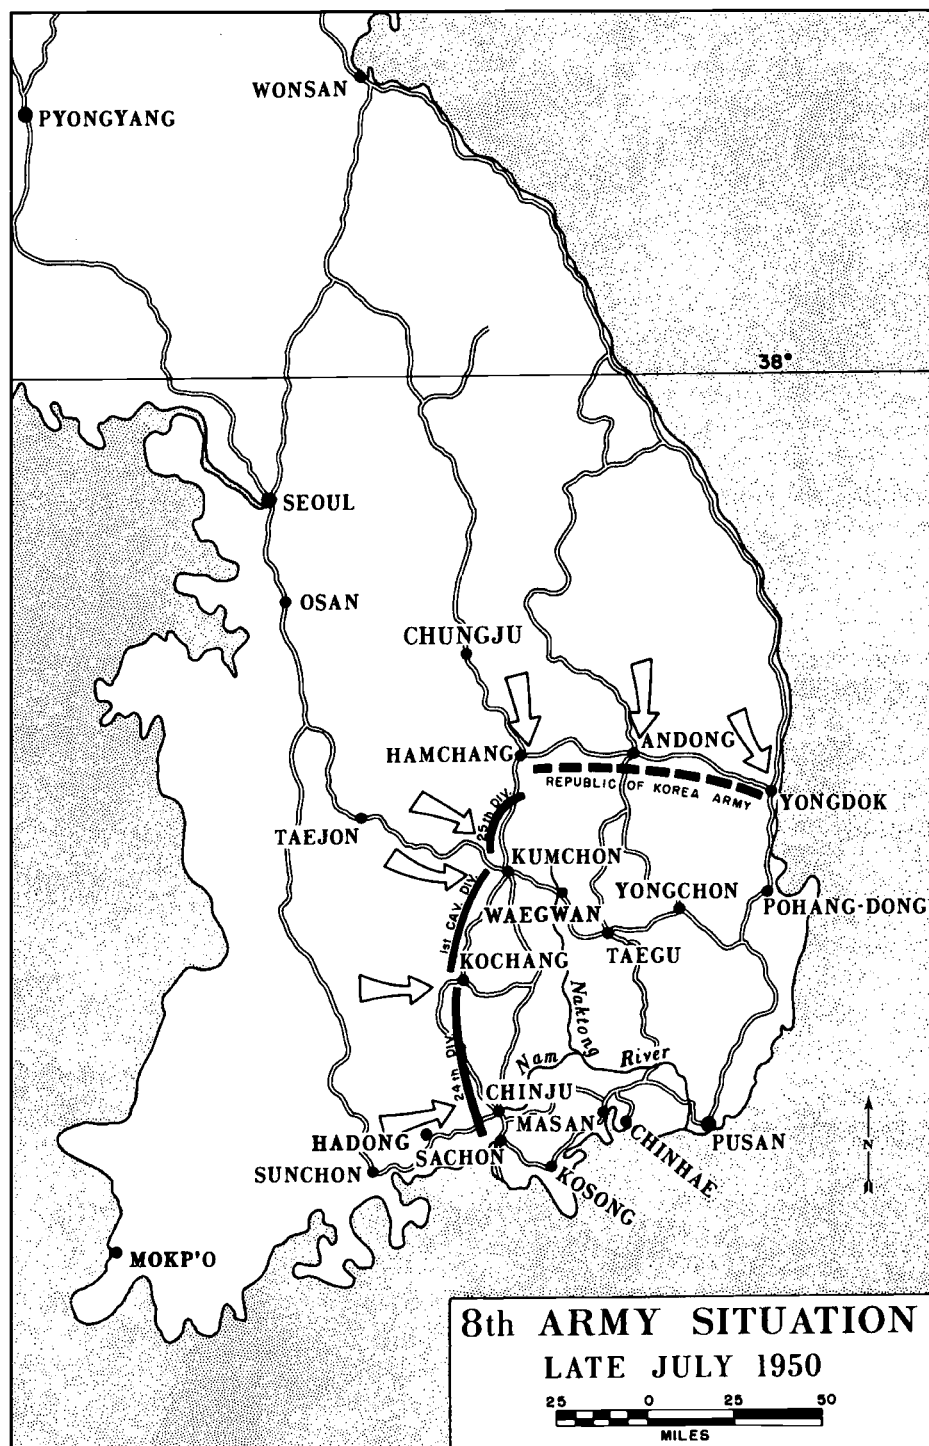 WONSAN
PYONGYANG
38°
SEOUL
OSAN
CHUNGJU
HAMCHANG
ANDONG
REPUBLIC OF KOREA ARMY
YONGDOK
25th DIV.
TAEJON
KUMCHON
1st CAV. DIV.
WAEGWAN
YONGCHON
POHANG-DONG
KOCHANG
TAEGU
Naktong
24th DIV.
Nam River
CHINJU
MASAN
CHINHAE
PUSAN
N
HADONG
SACHON
SUNCHON
KOSONG
MOKP'O
8th ARMY SITUATION
LATE JULY 1950
25 0 25 50
MILES